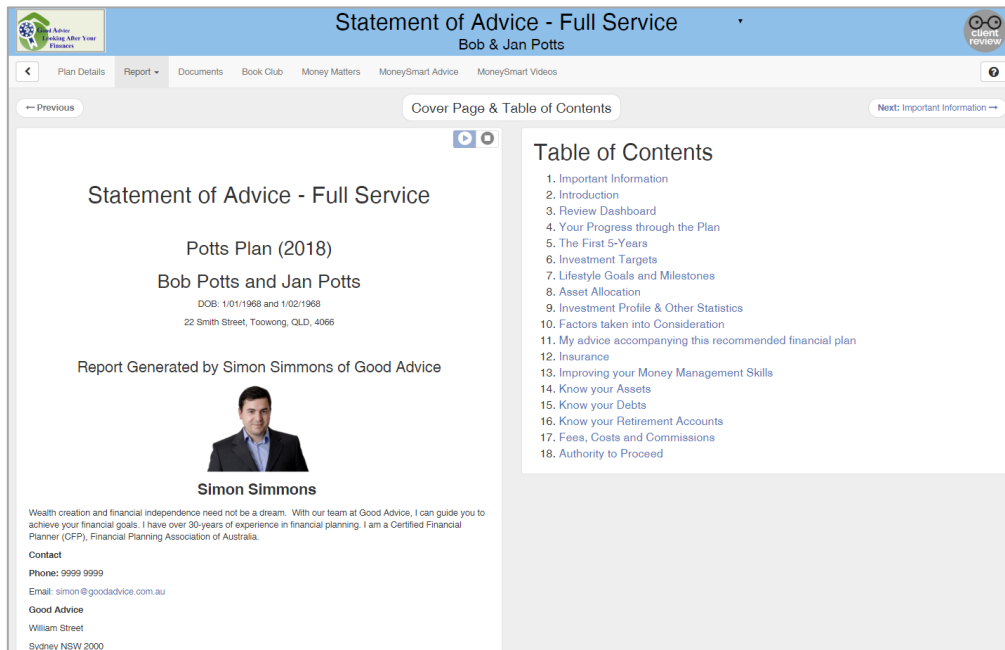 Good Advice
Looking After Your
Finances
Statement of Advice - Full Service
Bob & Jan Potts
client
review
Plan Details
Report
Documents
Book Club
Money Matters
MoneySmart Advice
MoneySmart Videos
← Previous
Cover Page & Table of Contents
Next: Important Information →
Statement of Advice - Full Service
Potts Plan (2018)
Bob Potts and Jan Potts
DOB: 1/01/1968 and 1/02/1968
22 Smith Street, Toowong, QLD, 4066
Report Generated by Simon Simmons of Good Advice
Simon Simmons
Wealth creation and financial independence need not be a dream. With our team at Good Advice, I can guide you to
achieve your financial goals. I have over 30-years of experience in financial planning. I am a Certified Financial
Planner (CFP), Financial Planning Association of Australia.
Contact
Phone: 9999 9999
Email: simon@goodadvice.com.au
Good Advice
William Street
Sydney NSW 2000
Table of Contents
1. Important Information
2. Introduction
3. Review Dashboard
4. Your Progress through the Plan
5. The First 5-Years
6. Investment Targets
7. Lifestyle Goals and Milestones
8. Asset Allocation
9. Investment Profile & Other Statistics
10. Factors taken into Consideration
11. My advice accompanying this recommended financial plan
12. Insurance
13. Improving your Money Management Skills
14. Know your Assets
15. Know your Debts
16. Know your Retirement Accounts
17. Fees, Costs and Commissions
18. Authority to Proceed